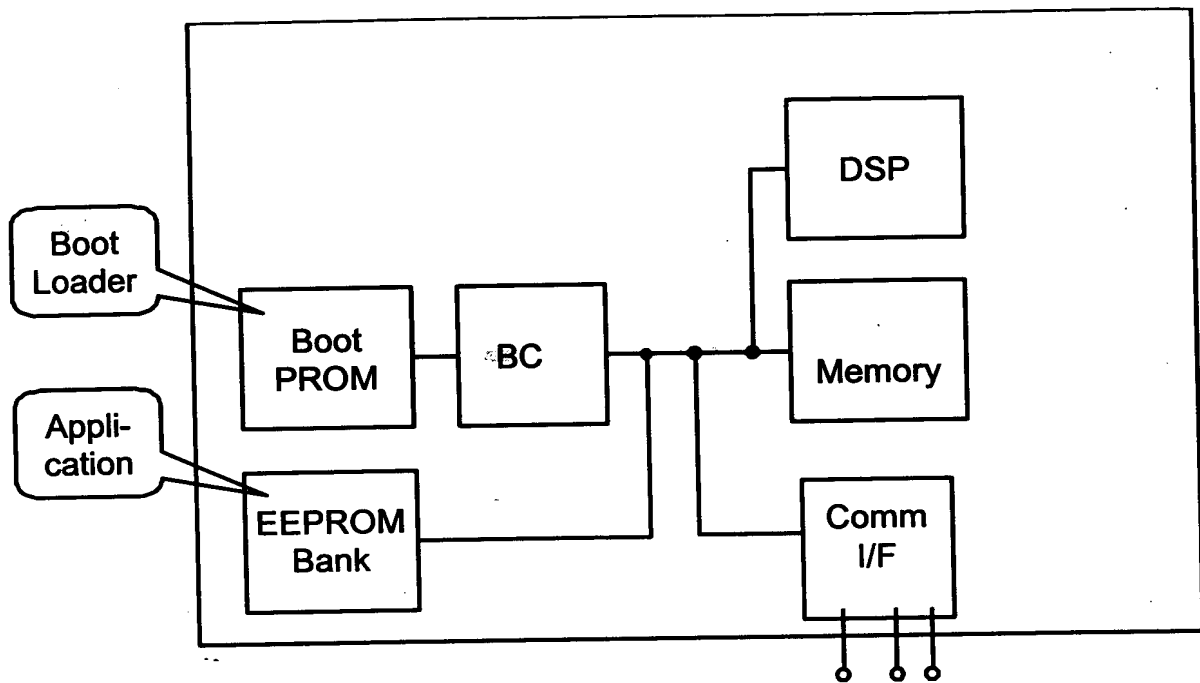 DSP
Boot
Loader
Boot
PROM
BC
Memory
Appli-
cation
EEPROM
Bank
Comm
I/F